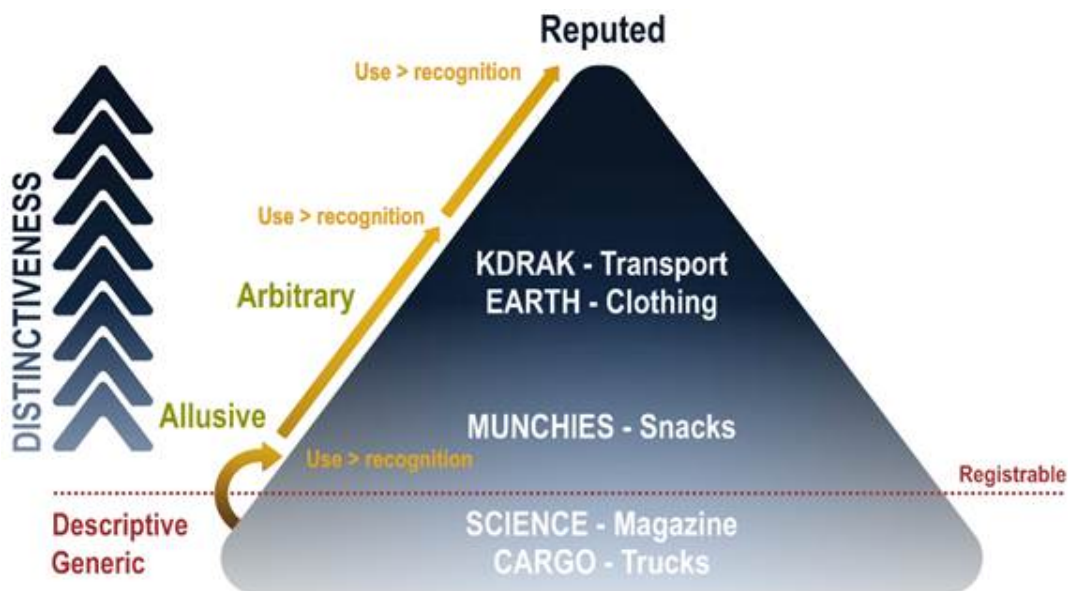 Reputed
Use > recognition
DISTINCTIVENESS
Use > recognition
KDRAK - Transport
Arbitrary
EARTH - Clothing
Allusive
MUNCHIES - Snacks
Use > recognition
Registrable
Descriptive
SCIENCE - Magazine
Generic
CARGO - Trucks